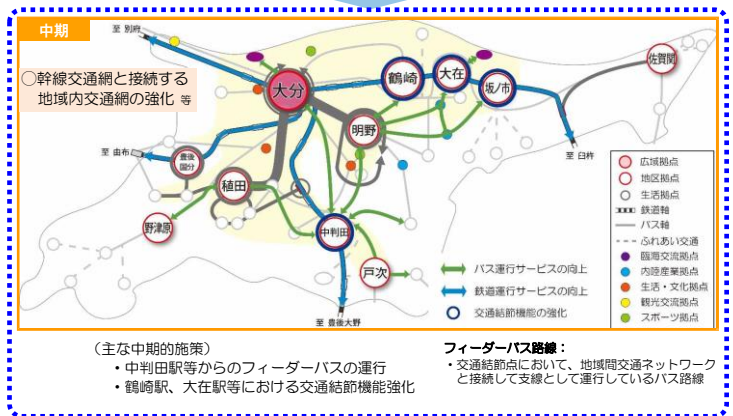 中期
至 別府
○幹線交通網と接続する
地域内交通網の強化 等
大分
鶴崎
大在
坂ノ市
佐賀関
明野
至 臼杵
至 由布
豊後
国分
稙田
野津原
中判田
戸次
至 豊後大野
バス運行サービスの向上
鉄道運行サービスの向上
交通結節機能の強化
広域拠点
地区拠点
生活拠点
鉄道軸
バス軸
ふれあい交通
臨海交流拠点
内陸産業拠点
生活・文化拠点
観光交流拠点
スポーツ拠点
（主な中期的施策）
・中判田駅等からのフィーダーバスの運行
・鶴崎駅、大在駅等における交通結節機能強化
フィーダーバス路線：
・交通結節点において、地域間交通ネットワーク
と接続して支線として運行しているバス路線